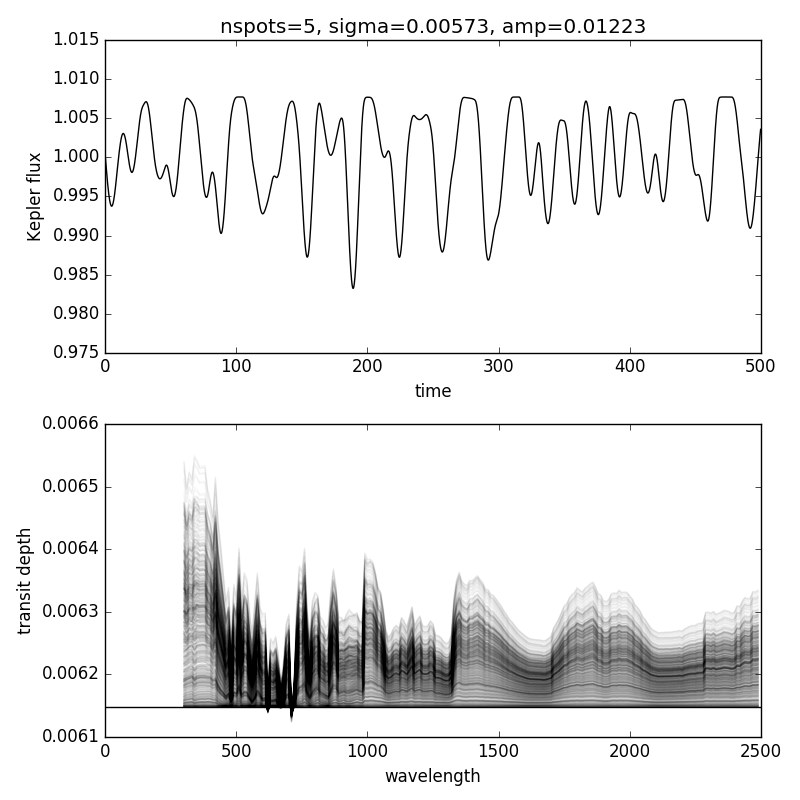 nspots=5, sigma=0.00573, amp=0.01223
1.015
1.010
1.005
1.000
0.995
0.990
0.985
0.980
0.975
Kepler flux
0 100 200 300 400 500
time
0.0066
0.0065
0.0064
0.0063
0.0062
0.0061
transit depth
0 500 1000 1500 2000 2500
wavelength